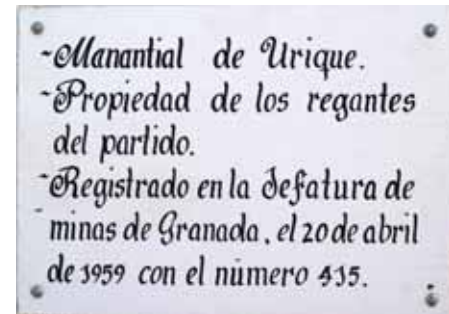 -Manantial de Urique.
-Propiedad de los regantes
del partido.
-Registrado en la Jefatura de
minas de Granada, el 20 de abril
de 1959 con el número 415.